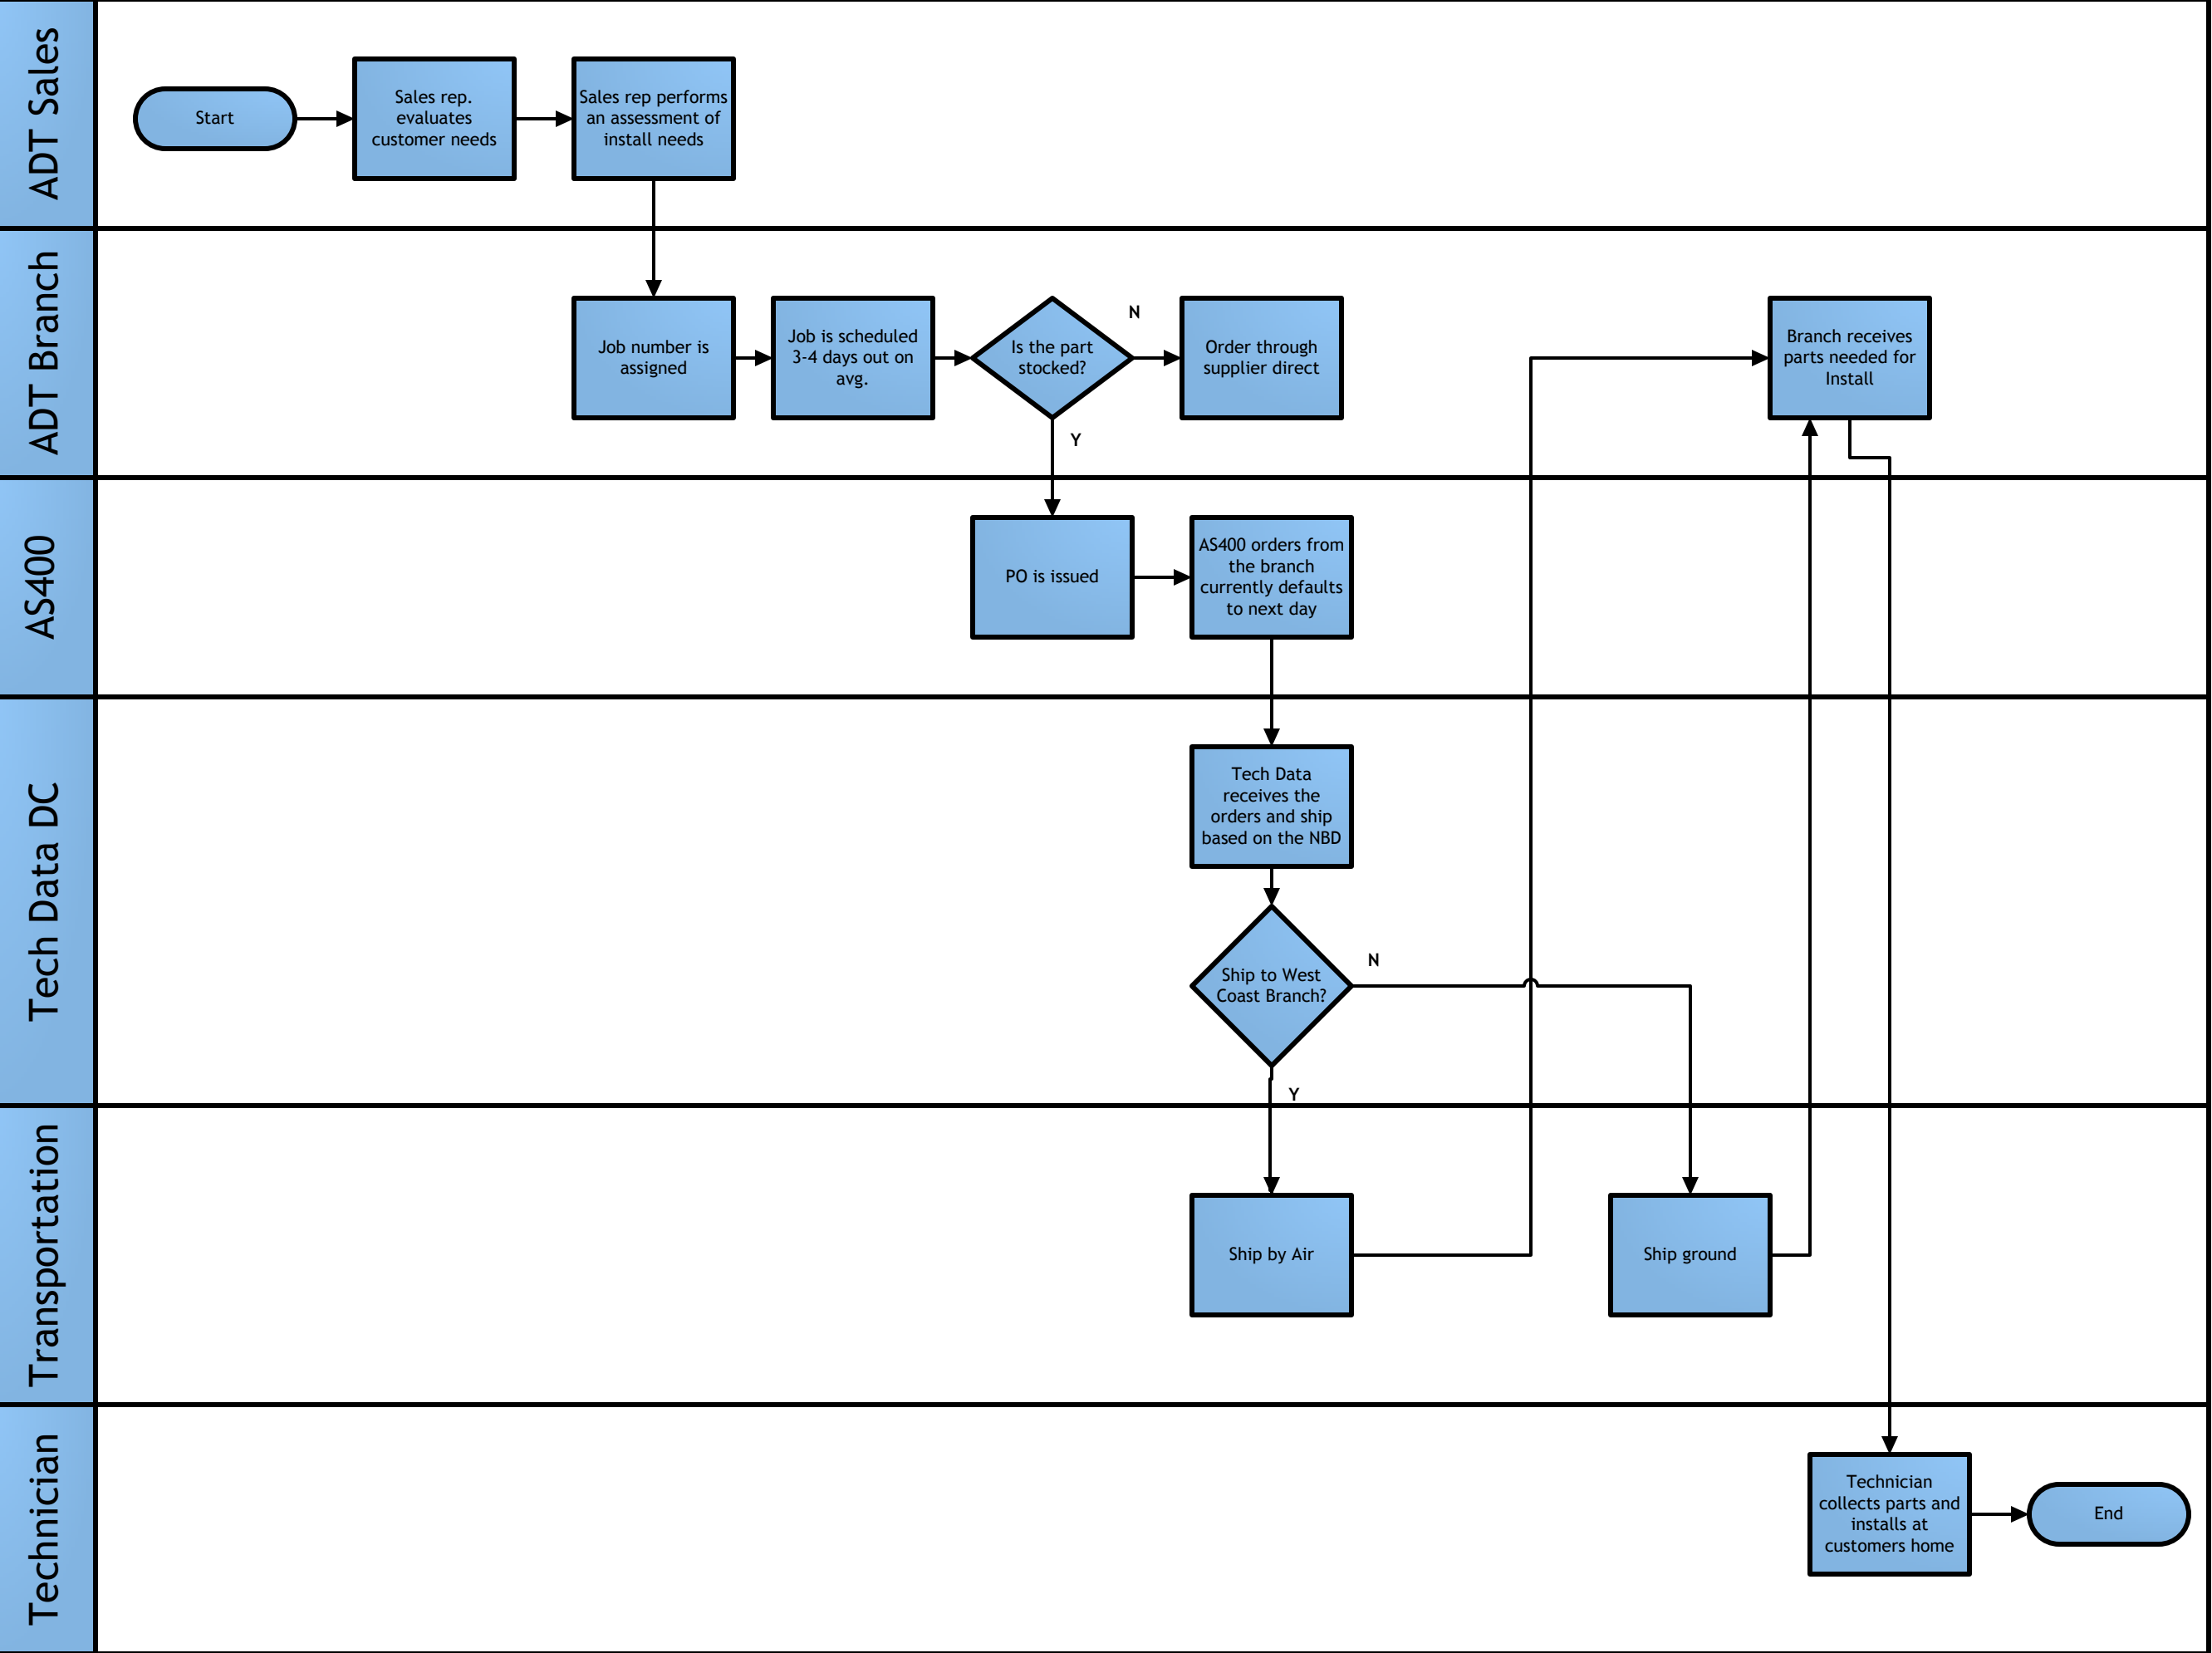 ADT Sales
Start
Sales rep.
evaluates
customer needs
Sales rep performs
an assessment of
install needs
ADT Branch
Job number is
assigned
Job is scheduled
3-4 days out on
avg.
Is the part
stocked?
N
Y
Order through
supplier direct
Branch receives
parts needed for
Install
AS400
PO is issued
AS400 orders from
the branch
currently defaults
to next day
Tech Data DC
Tech Data
receives the
orders and ship
based on the NBD
Ship to West
Coast Branch?
N
Y
Transportation
Ship by Air
Ship ground
Technician
Technician
collects parts and
installs at
customers home
End